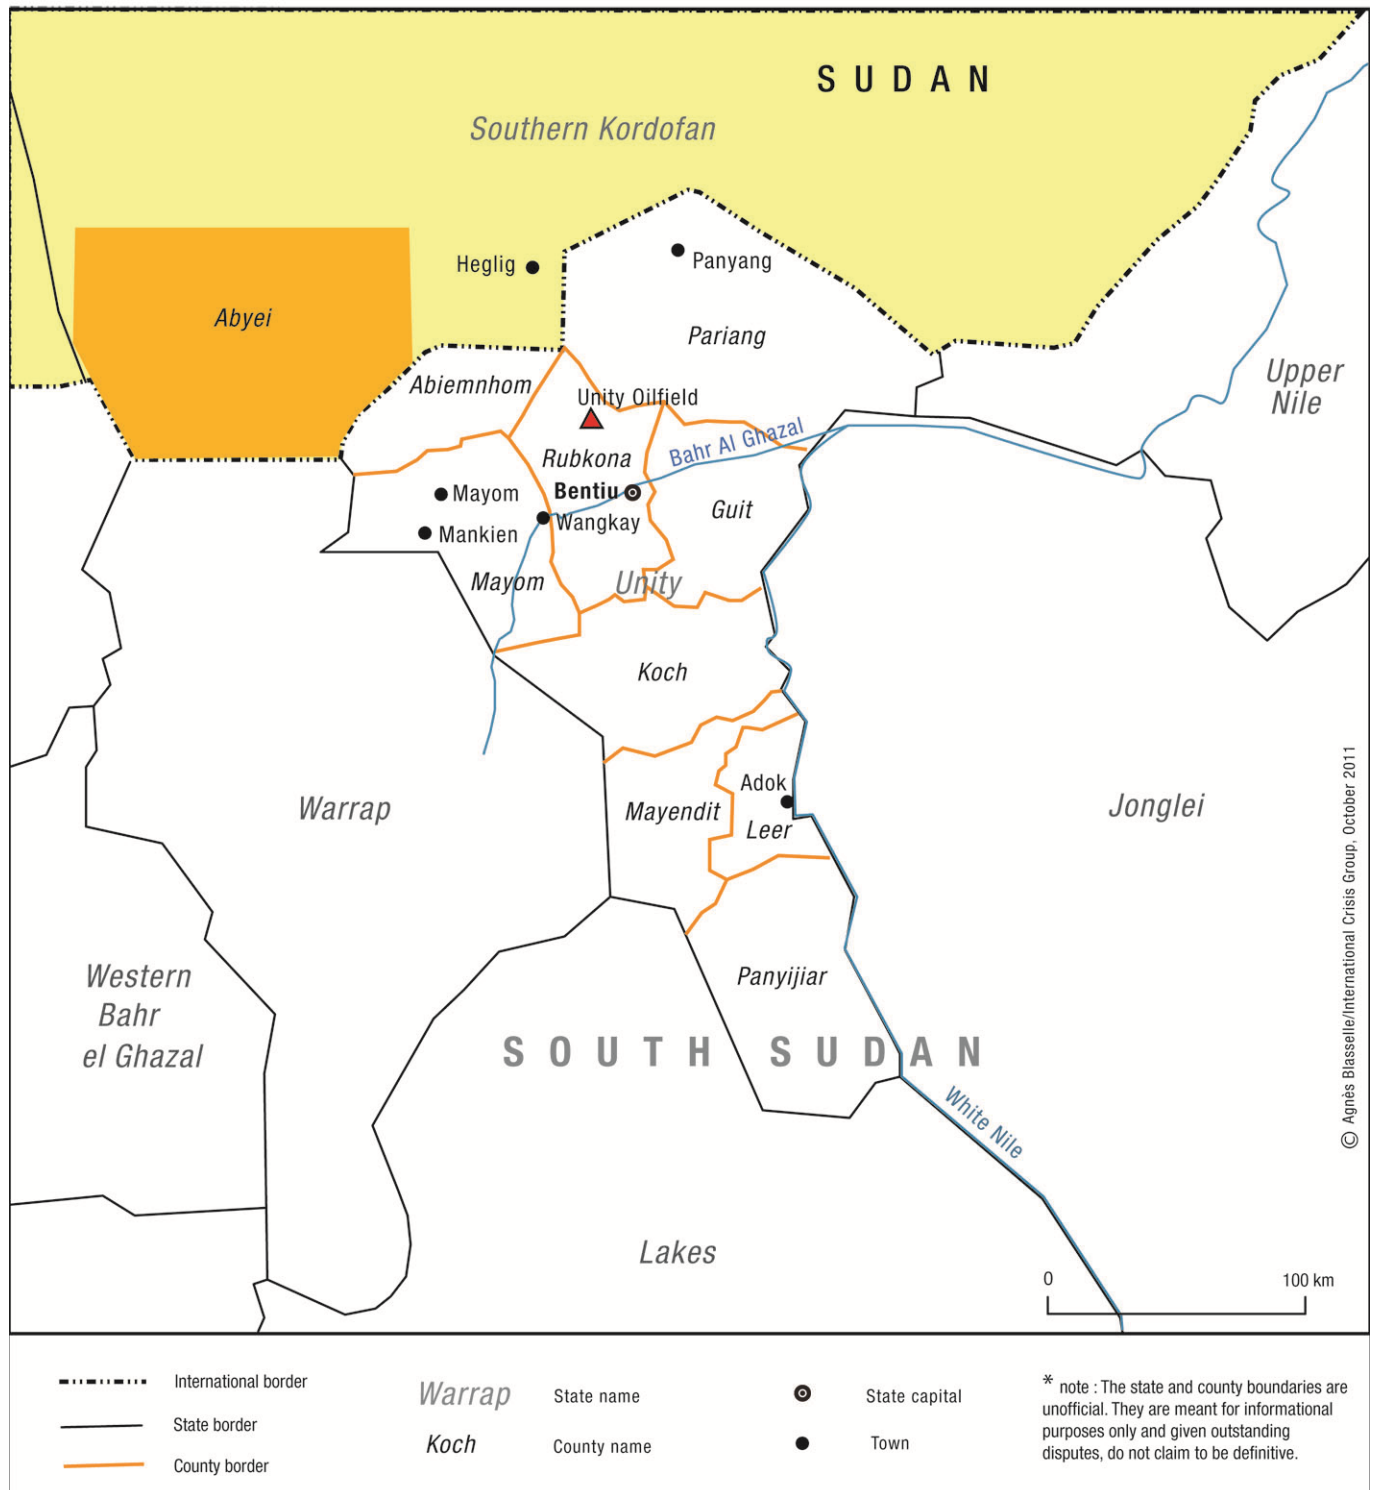 SUDAN
Southern Kordofan
Heglig
Panyang
Abyei
Pariang
Abiemnhom
Upper
Nile
Unity Oilfield
Bahr Al Ghazal
Rubkona
Bentiu
Mayom
Guit
Wangkay
Mankien
Mayom
Unity
Koch
Warrap
Adok
Mayendit
Leer
Jonglei
Western
Bahr
el Ghazal
Panyijiar
SOUTH SUDAN
White Nile
Lakes
0
100 km
© Agnès Blasselle/International Crisis Group, October 2011
International border
State border
County border
Warrap
State name
Koch
County name
State capital
Town
* note : The state and county boundaries are
unofficial. They are meant for informational
purposes only and given outstanding
disputes, do not claim to be definitive.